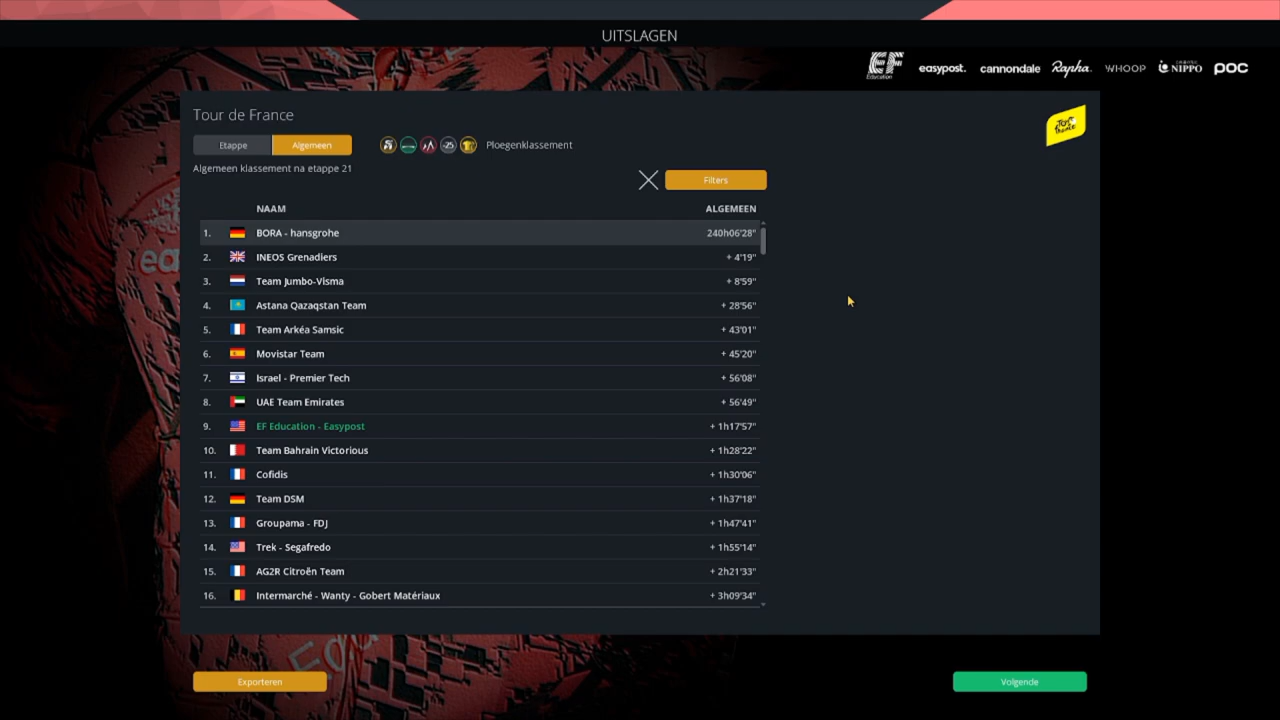 UITSLAGEN
EF Education easypost. cannondale Rapha. WHOOP NIPPO POC
Tour de France
Etappe Algemeen -25 Ploegenklassement
Algemeen klassement na etappe 21
Filters
NAAM ALGEMEEN
1. BORA - hansgrohe 240h06'28"
2. INEOS Grenadiers + 4'19"
3. Team Jumbo-Visma + 8'59"
4. Astana Qazaqstan Team + 28'56"
5. Team Arkéa Samsic + 43'01"
6. Movistar Team + 45'20"
7. Israel - Premier Tech + 56'08"
8. UAE Team Emirates + 56'49"
9. EF Education - Easypost + 1h17'57"
10. Team Bahrain Victorious + 1h28'22"
11. Cofidis + 1h30'06"
12. Team DSM + 1h37'18"
13. Groupama - FDJ + 1h47'41"
14. Trek - Segafredo + 1h55'14"
15. AG2R Citroën Team + 2h21'33"
16. Intermarché - Wanty - Gobert Matériaux + 3h09'34"
Exporteren Volgende